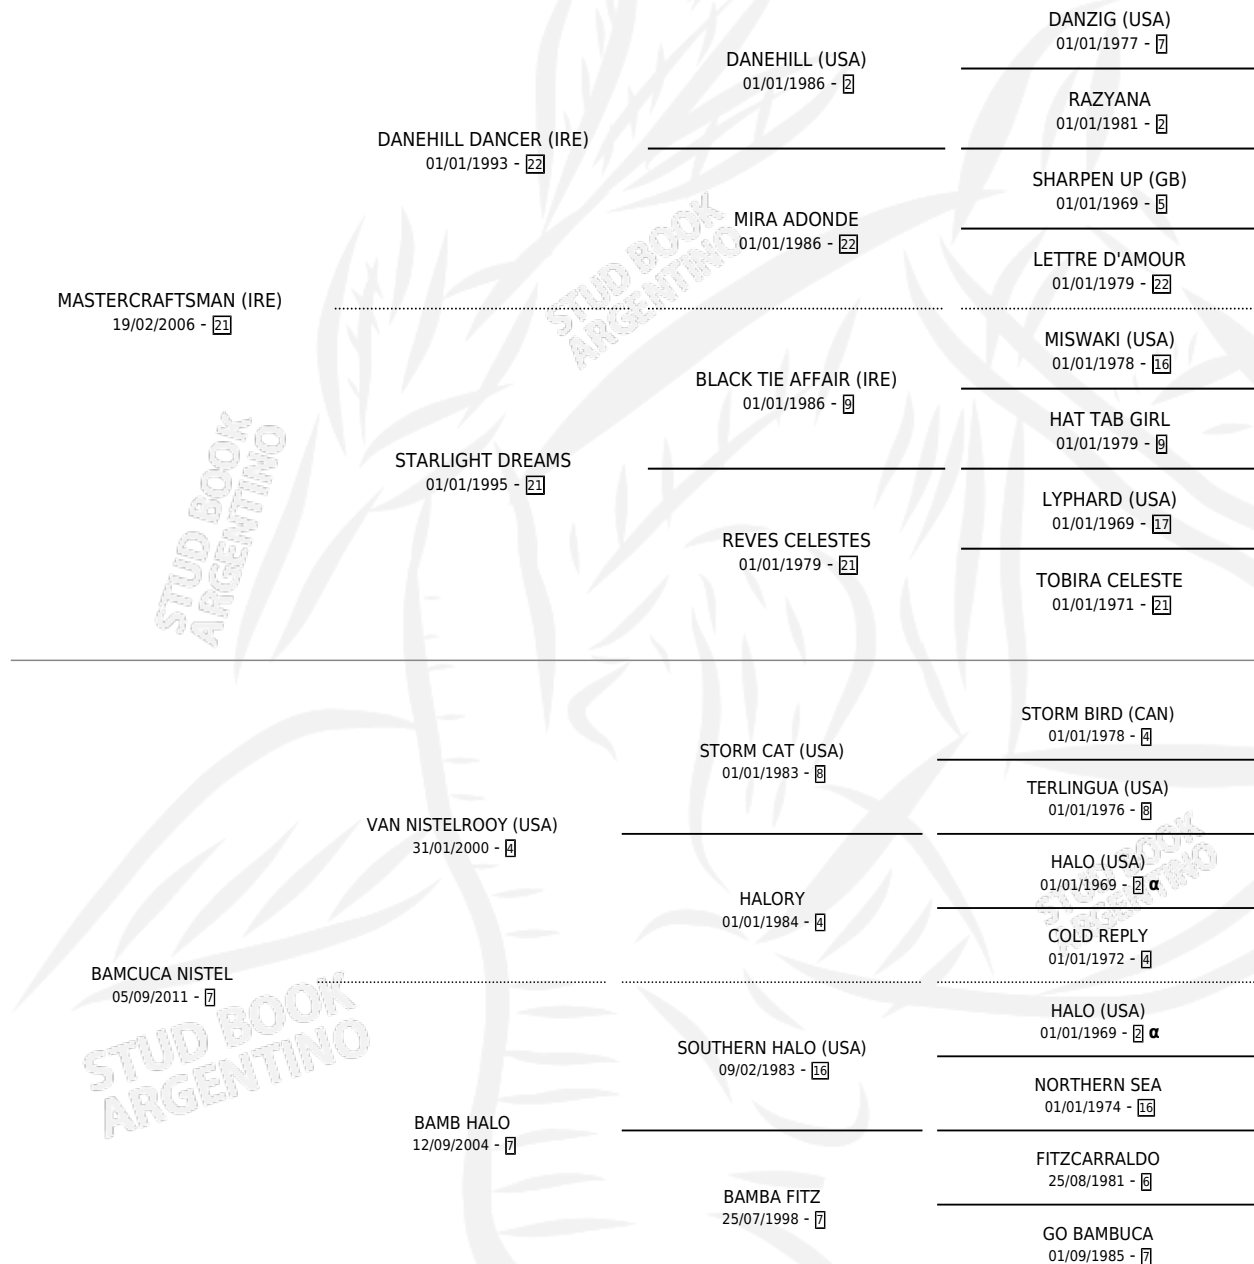 DANZIG (USA)
01/01/1977 - 7
DANEHILL (USA)
01/01/1986 - 2
RAZYANA
01/01/1981 - 2
DANEHILL DANCER (IRE)
01/01/1993 - 22
SHARPEN UP (GB)
01/01/1969 - 5
MIRA ADONDE
01/01/1986 - 22
LETTRE D'AMOUR
01/01/1979 - 22
STUD BOOK
ARGENTINO
MASTERCRAFTSMAN (IRE)
19/02/2006 - 21
MISWAKI (USA)
01/01/1978 - 16
BLACK TIE AFFAIR (IRE)
01/01/1986 - 9
HAT TAB GIRL
01/01/1979 - 9
STARLIGHT DREAMS
01/01/1995 - 21
LYPHARD (USA)
01/01/1969 - 17
REVES CELESTES
01/01/1979 - 21
TOBIRA CELESTE
01/01/1971 - 21
STUD BOOK
ARGENTINO
STORM BIRD (CAN)
01/01/1978 - 4
STORM CAT (USA)
01/01/1983 - 8
TERLINGUA (USA)
01/01/1976 - 8
VAN NISTELROOY (USA)
31/01/2000 - 4
HALO (USA)
01/01/1969 - 2 α
HALORY
01/01/1984 - 4
COLD REPLY
01/01/1972 - 4
STUD BOOK
ARGENTINO
BAMCUCA NISTEL
05/09/2011 - 7
HALO (USA)
01/01/1969 - 2 α
SOUTHERN HALO (USA)
09/02/1983 - 16
NORTHERN SEA
01/01/1974 - 16
STUD BOOK
ARGENTINO
BAMB HALO
12/09/2004 - 7
FITZCARRALDO
25/08/1981 - 6
BAMBA FITZ
25/07/1998 - 7
GO BAMBUCA
01/09/1985 - 7